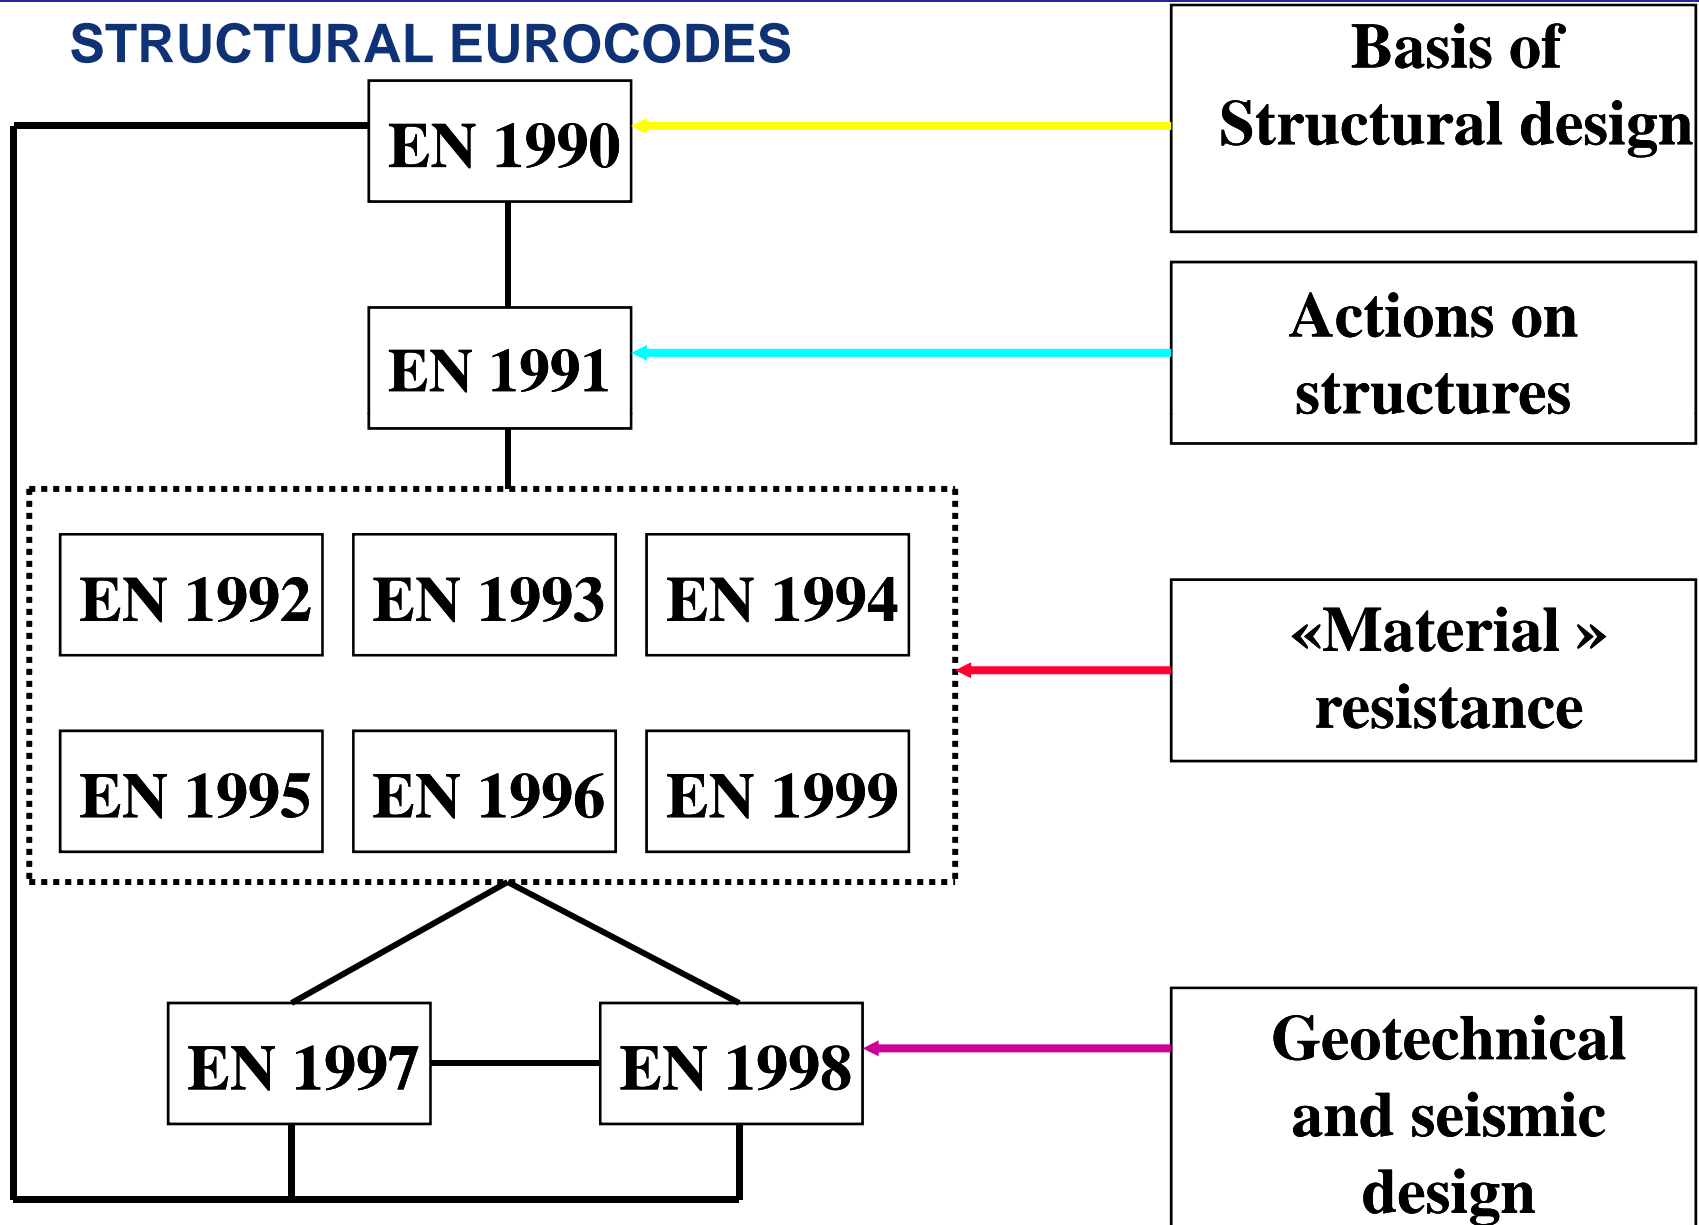 STRUCTURAL EUROCODES
Basis of
Structural design
EN 1990
Actions on
structures
EN 1991
EN 1992
EN 1993
EN 1994
«Material »
resistance
EN 1995
EN 1996
EN 1999
EN 1997
EN 1998
Geotechnical
and seismic
design